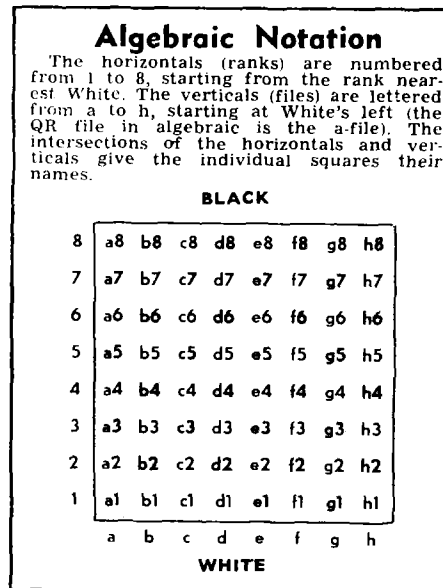 Algebraic Notation
The horizontals (ranks) are numbered
from 1 to 8, starting from the rank near-
est White. The verticals (files) are lettered
from a to h, starting at White's left (the
QR file in algebraic is the a-file). The
intersections of the horizontals and ver-
ticals give the individual squares their
names.
BLACK
8 a8 b8 c8 d8 e8 f8 g8 h8
7 a7 b7 c7 d7 e7 f7 g7 h7
6 a6 b6 c6 d6 e6 f6 g6 h6
5 a5 b5 c5 d5 e5 f5 g5 h5
4 a4 b4 c4 d4 e4 f4 g4 h4
3 a3 b3 c3 d3 e3 f3 g3 h3
2 a2 b2 c2 d2 e2 f2 g2 h2
1 a1 b1 c1 d1 e1 f1 g1 h1
a b c d e f g h
WHITE